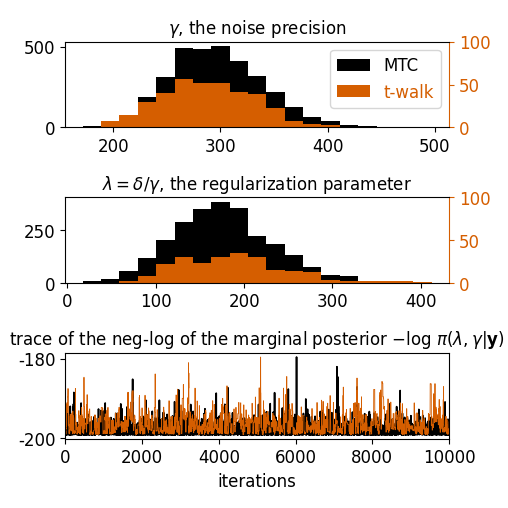 γ, the noise precision
500
0
100
50
0
MTC
t-walk
200 300 400 500
λ = δ/γ, the regularization parameter
250
0
100
50
0
0 100 200 300 400
trace of the neg-log of the marginal posterior −log π(λ, γ|y)
-180
-200
0 2000 4000 6000 8000 10000
iterations